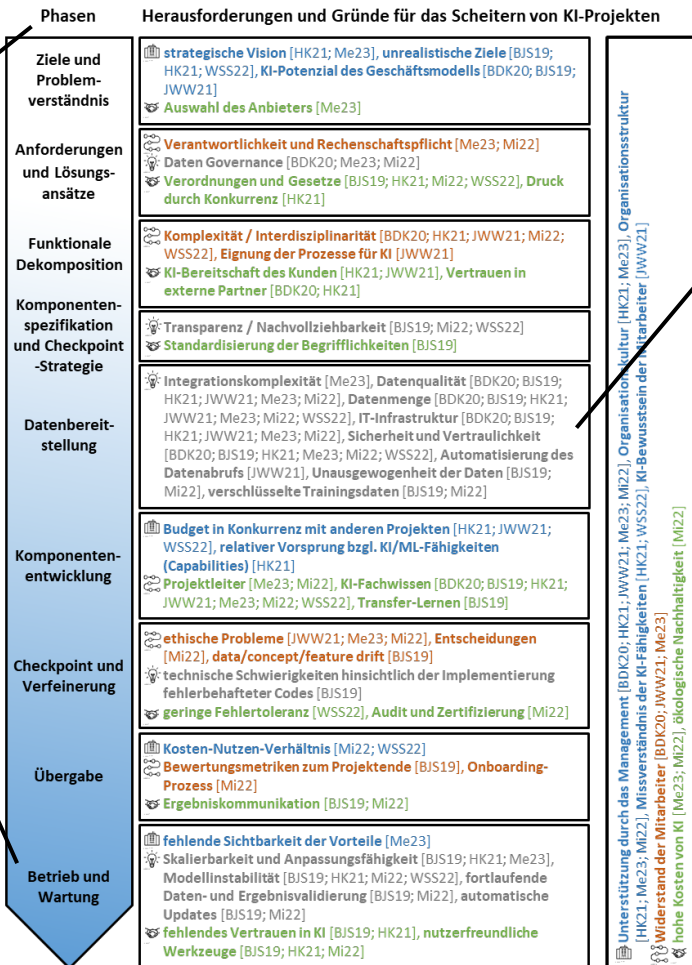 Phasen
Herausforderungen und Gründe für das Scheitern von KI-Projekten
Ziele und
Problem-
verständnis
strategische Vision [HK21; Me23], unrealistische Ziele [BJS19;
HK21; WSS22], KI-Potenzial des Geschäftsmodells [BDK20; BJS19;
JWW21]
Auswahl des Anbieters [Me23]
Anforderungen
und Lösungs-
ansätze
Verantwortlichkeit und Rechenschaftspflicht [Me23; Mi22]
Daten Governance [BDK20; Me23; Mi22]
Verordnungen und Gesetze [BJS19; HK21; Mi22; WSS22], Druck
durch Konkurrenz [HK21]
Funktionale
Dekomposition
Komplexität / Interdisziplinarität [BDK20; HK21; JWW21; Mi22;
WSS22], Eignung der Prozesse für KI [JWW21]
KI-Bereitschaft des Kunden [HK21; JWW21], Vertrauen in
externe Partner [BDK20; HK21]
Komponenten-
spezifikation
und Checkpoint
-Strategie
Transparenz / Nachvollziehbarkeit [BJS19; Mi22; WSS22]
Standardisierung der Begrifflichkeiten [BJS19]
Datenbereit-
stellung
Integrationskomplexität [Me23], Datenqualität [BDK20; BJS19;
HK21; JWW21; Me23; Mi22], Datenmenge [BDK20; BJS19; HK21;
JWW21; Me23; Mi22; WSS22], IT-Infrastruktur [BDK20; BJS19;
HK21; JWW21; Me23; Mi22], Sicherheit und Vertraulichkeit
[BDK20; BJS19; HK21; Me23; Mi22; WSS22], Automatisierung des
Datenabrufs [JWW21], Unausgewogenheit der Daten [BJS19;
Mi22], verschlüsselte Trainingsdaten [BJS19; Mi22]
Komponenten-
entwicklung
Budget in Konkurrenz mit anderen Projekten [HK21; JWW21;
WSS22], relativer Vorsprung bzgl. KI/ML-Fähigkeiten
(Capabilities) [HK21]
Projektleiter [Me23; Mi22], KI-Fachwissen [BDK20; BJS19; HK21;
JWW21; Me23; Mi22; WSS22], Transfer-Lernen [BJS19]
Checkpoint und
Verfeinerung
ethische Probleme [JWW21; Me23; Mi22], Entscheidungen
[Mi22], data/concept/feature drift [BJS19]
technische Schwierigkeiten hinsichtlich der Implementierung
fehlerbehafteter Codes [BJS19]
geringe Fehlertoleranz [WSS22], Audit und Zertifizierung [Mi22]
Übergabe
Kosten-Nutzen-Verhältnis [Mi22; WSS22]
Bewertungsmetriken zum Projektende [BJS19], Onboarding-
Prozess [Mi22]
Ergebniskommunikation [BJS19; Mi22]
Betrieb und
Wartung
fehlende Sichtbarkeit der Vorteile [Me23]
Skalierbarkeit und Anpassungsfähigkeit [BJS19; HK21; Me23],
Modellinstabilität [BJS19; HK21; Mi22; WSS22], fortlaufende
Daten- und Ergebnisvalidierung [BJS19; Mi22], automatische
Updates [BJS19; Mi22]
fehlendes Vertrauen in KI [BJS19; HK21], nutzerfreundliche
Werkzeuge [BJS19; HK21; Mi22]
Unterstützung durch das Management [BDK20; HK21; JWW21; Me23; Mi22], Organisationskultur [HK21; Me23], Organisationsstruktur
[HK21; Me23; Mi22], Missverständnis der KI-Fähigkeiten [HK21; WSS22], KI-Bewusstsein der Mitarbeiter [JWW21]
Widerstand der Mitarbeiter [BDK20; JWW21; Me23]
hohe Kosten von KI [Me23; Mi22], ökologische Nachhaltigkeit [Mi22]